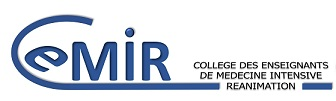 CeMIR
COLLEGE DES ENSEIGNANTS
DE MEDECINE INTENSIVE
REANIMATION